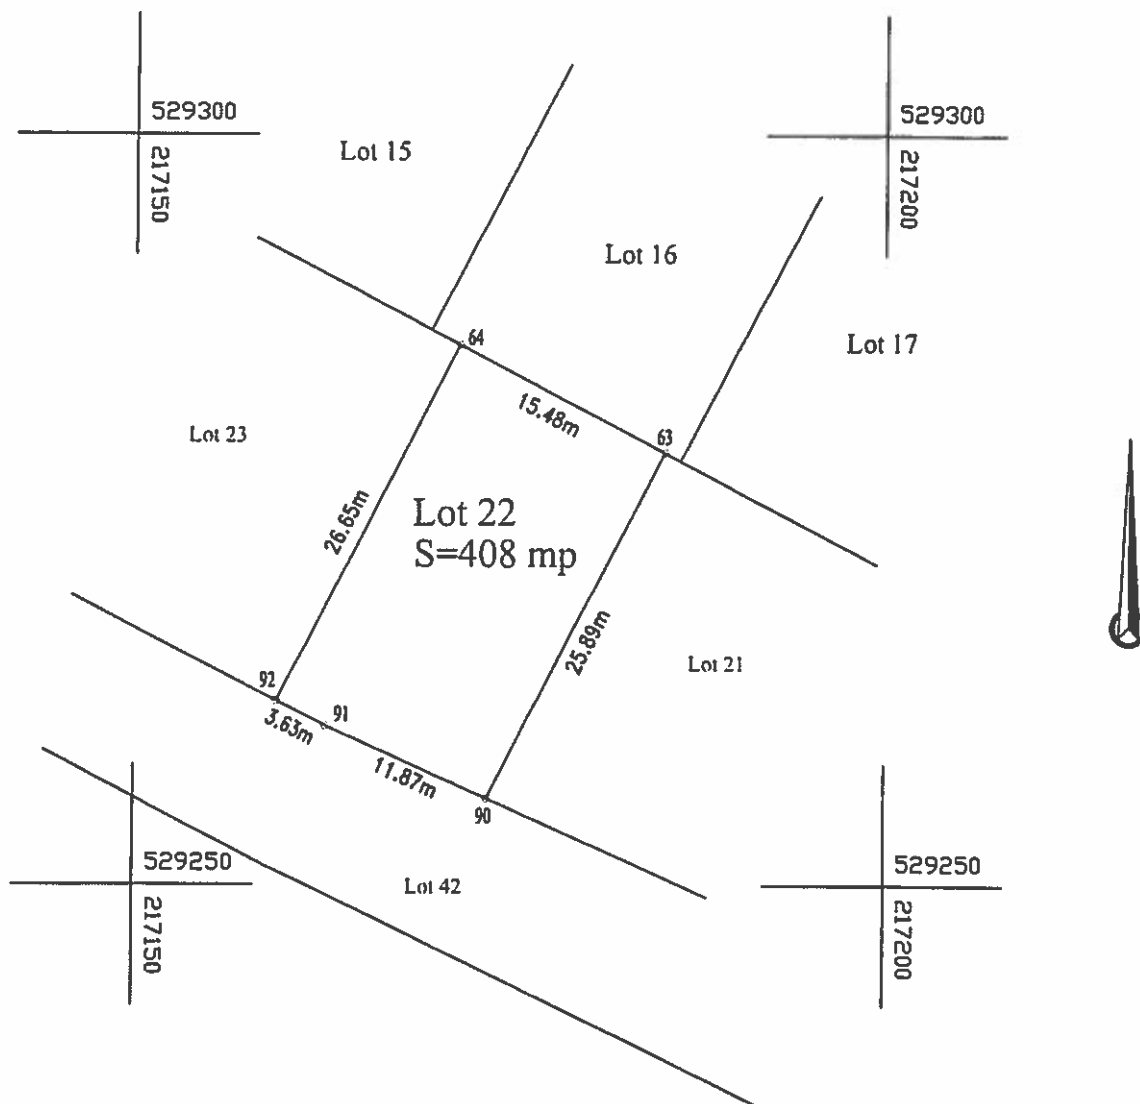 529300
217150
Lot 15
529300
217200
Lot 16
Lot 17
64
15.48m
63
Lot 23
26.65m
Lot 22
S=408 mp
25.89m
Lot 21
92
3.63m
91
11.87m
90
529250
217150
Lot 42
529250
217200